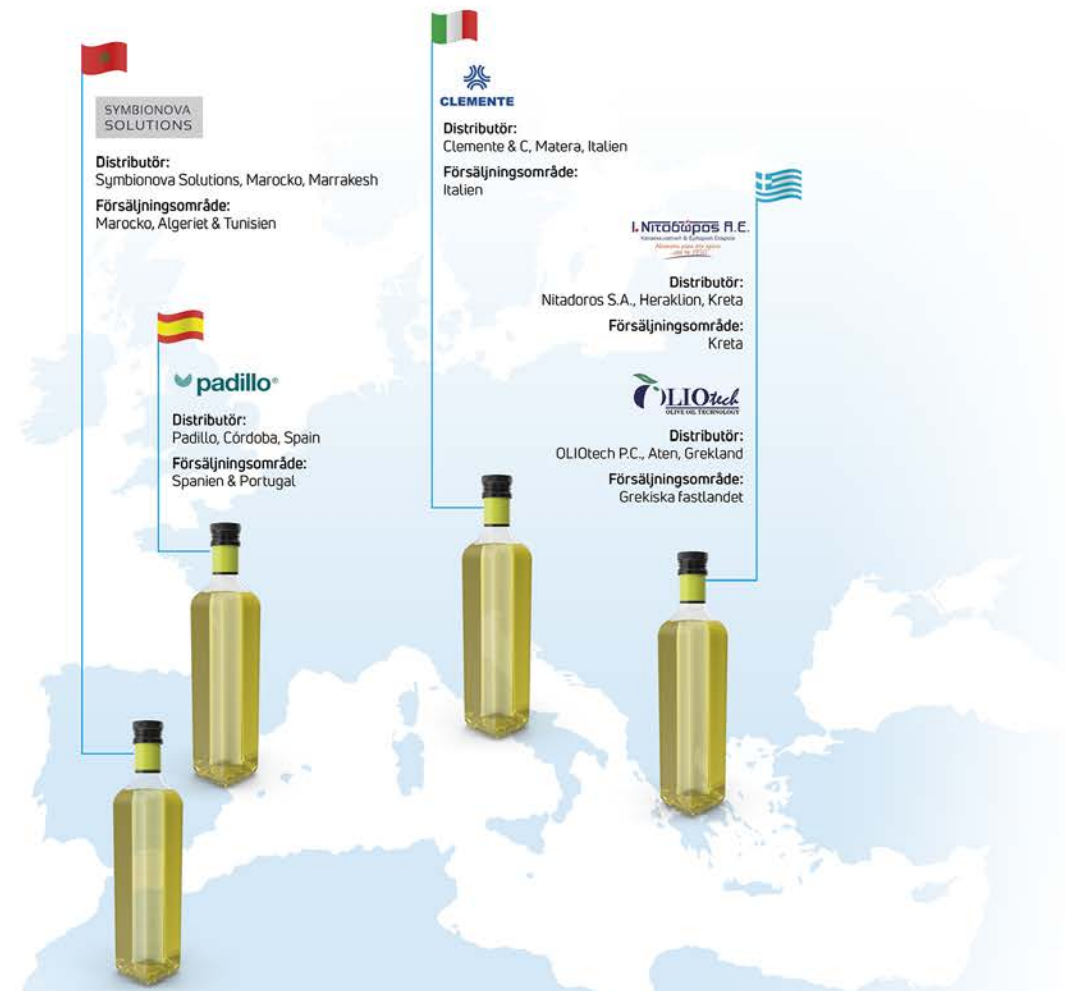 SYMBIONOVA
SOLUTIONS
Distributör:
Symbionova Solutions, Marocko, Marrakesh
Försäljningsområde:
Marocko, Algeriet & Tunisien
CLEMENTE
Distributör:
Clemente & C, Matera, Italien
Försäljningsområde:
Italien
Distributör:
Nitadoros S.A., Heraklion, Kreta
Försäljningsområde:
Kreta
padillo
Distributör:
Padillo, Córdoba, Spain
Försäljningsområde:
Spanien & Portugal
OLIOtech
OLIVE OIL TECHNOLOGY
Distributör:
OLIOtech P.C., Aten, Grekland
Försäljningsområde:
Grekiska fastlandet